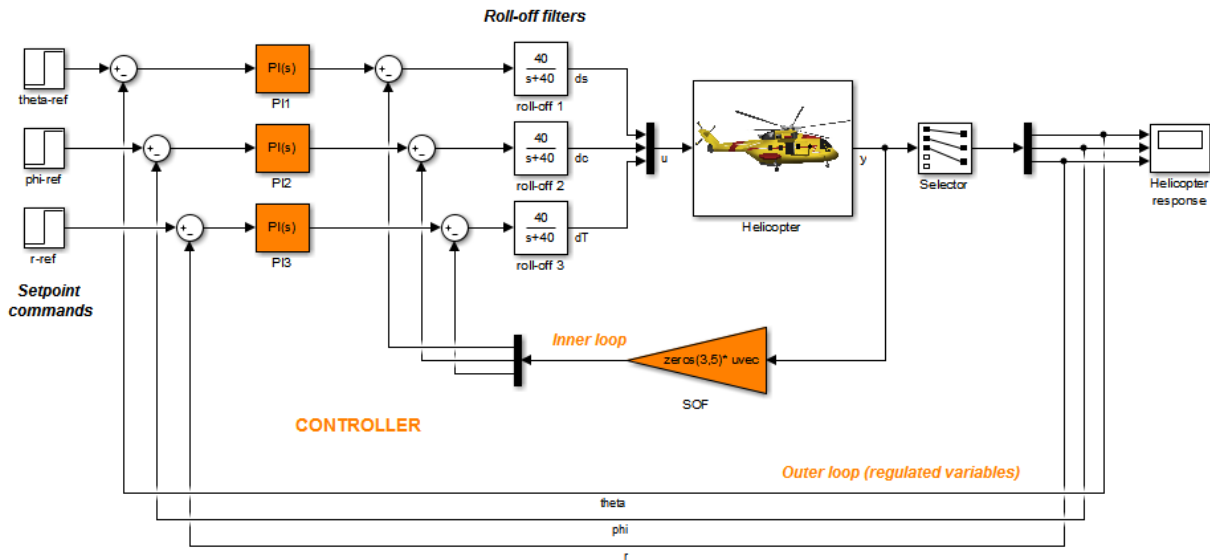 Roll-off filters
theta-ref
+
-
PI(s)
PI1
+
-
40
s+40
ds
roll-off 1
phi-ref
+
-
PI(s)
PI2
+
-
40
s+40
dc
roll-off 2
u
Helicopter
y
Selector
Helicopter
response
r-ref
+
-
PI(s)
PI3
+
-
40
s+40
dT
roll-off 3
Setpoint
commands
Inner loop
zeros(3,5)* uvec
SOF
CONTROLLER
Outer loop (regulated variables)
theta
phi
r